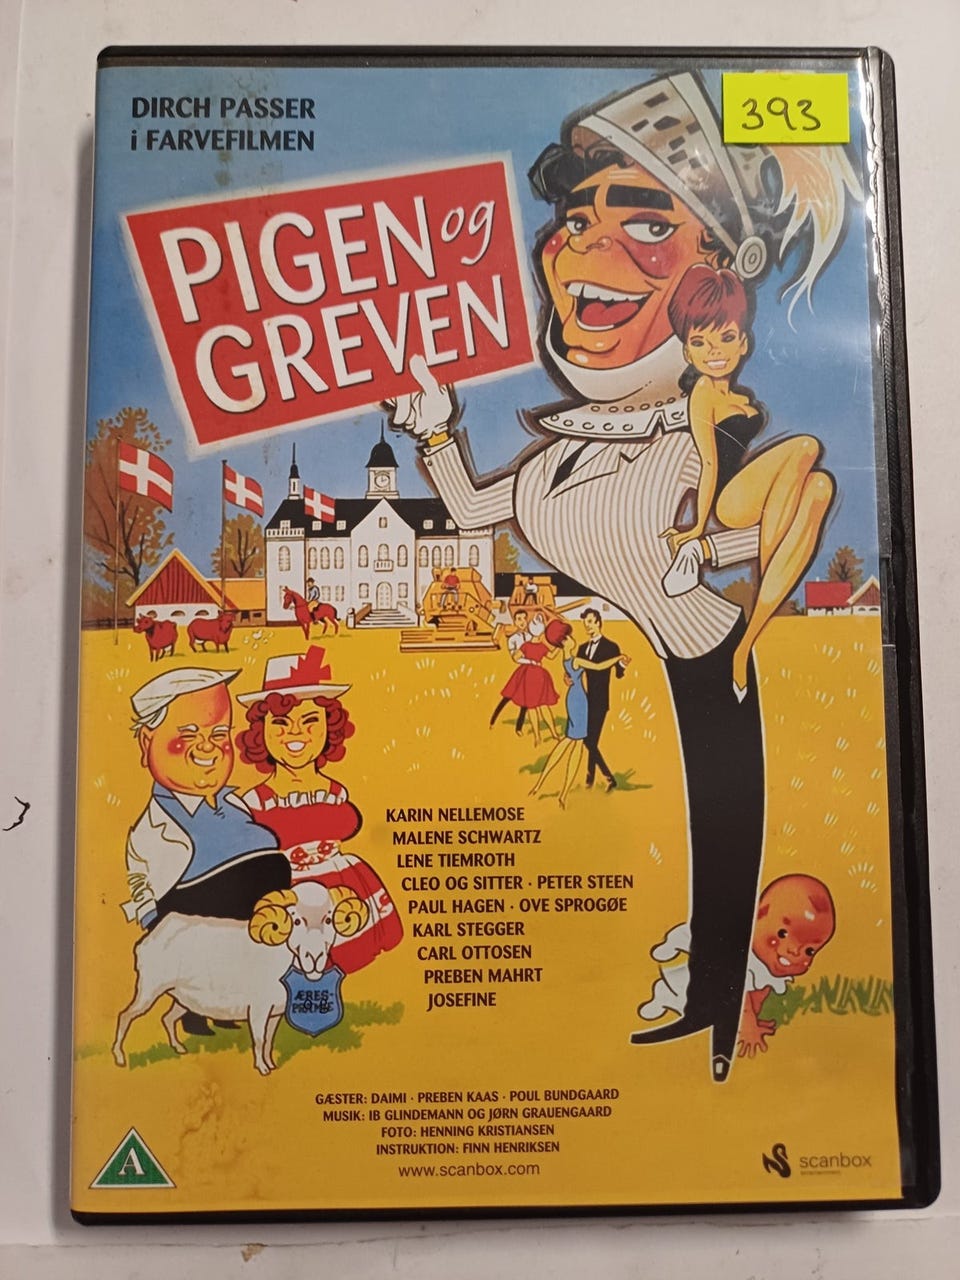 DIRCH PASSER
i FARVEFILMEN
393
PIGEN og
GREVEN
KARIN NELLEMOSE
MALENE SCHWARTZ
LENE TIEMROTH
CLEO OG SITTER · PETER STEEN
PAUL HAGEN · OVE SPROGØE
KARL STEGGER
CARL OTTOSEN
PREBEN MAHRT
JOSEFINE
ÆRES-
GÆSTER: DAIMI · PREBEN KAAS · POUL BUNDGAARD
MUSIK: IB GLINDEMANN OG JØRN GRAUENGAARD
FOTO: HENNING KRISTIANSEN
INSTRUKTION: FINN HENRIKSEN
www.scanbox.com
A
scanbox
entertainment